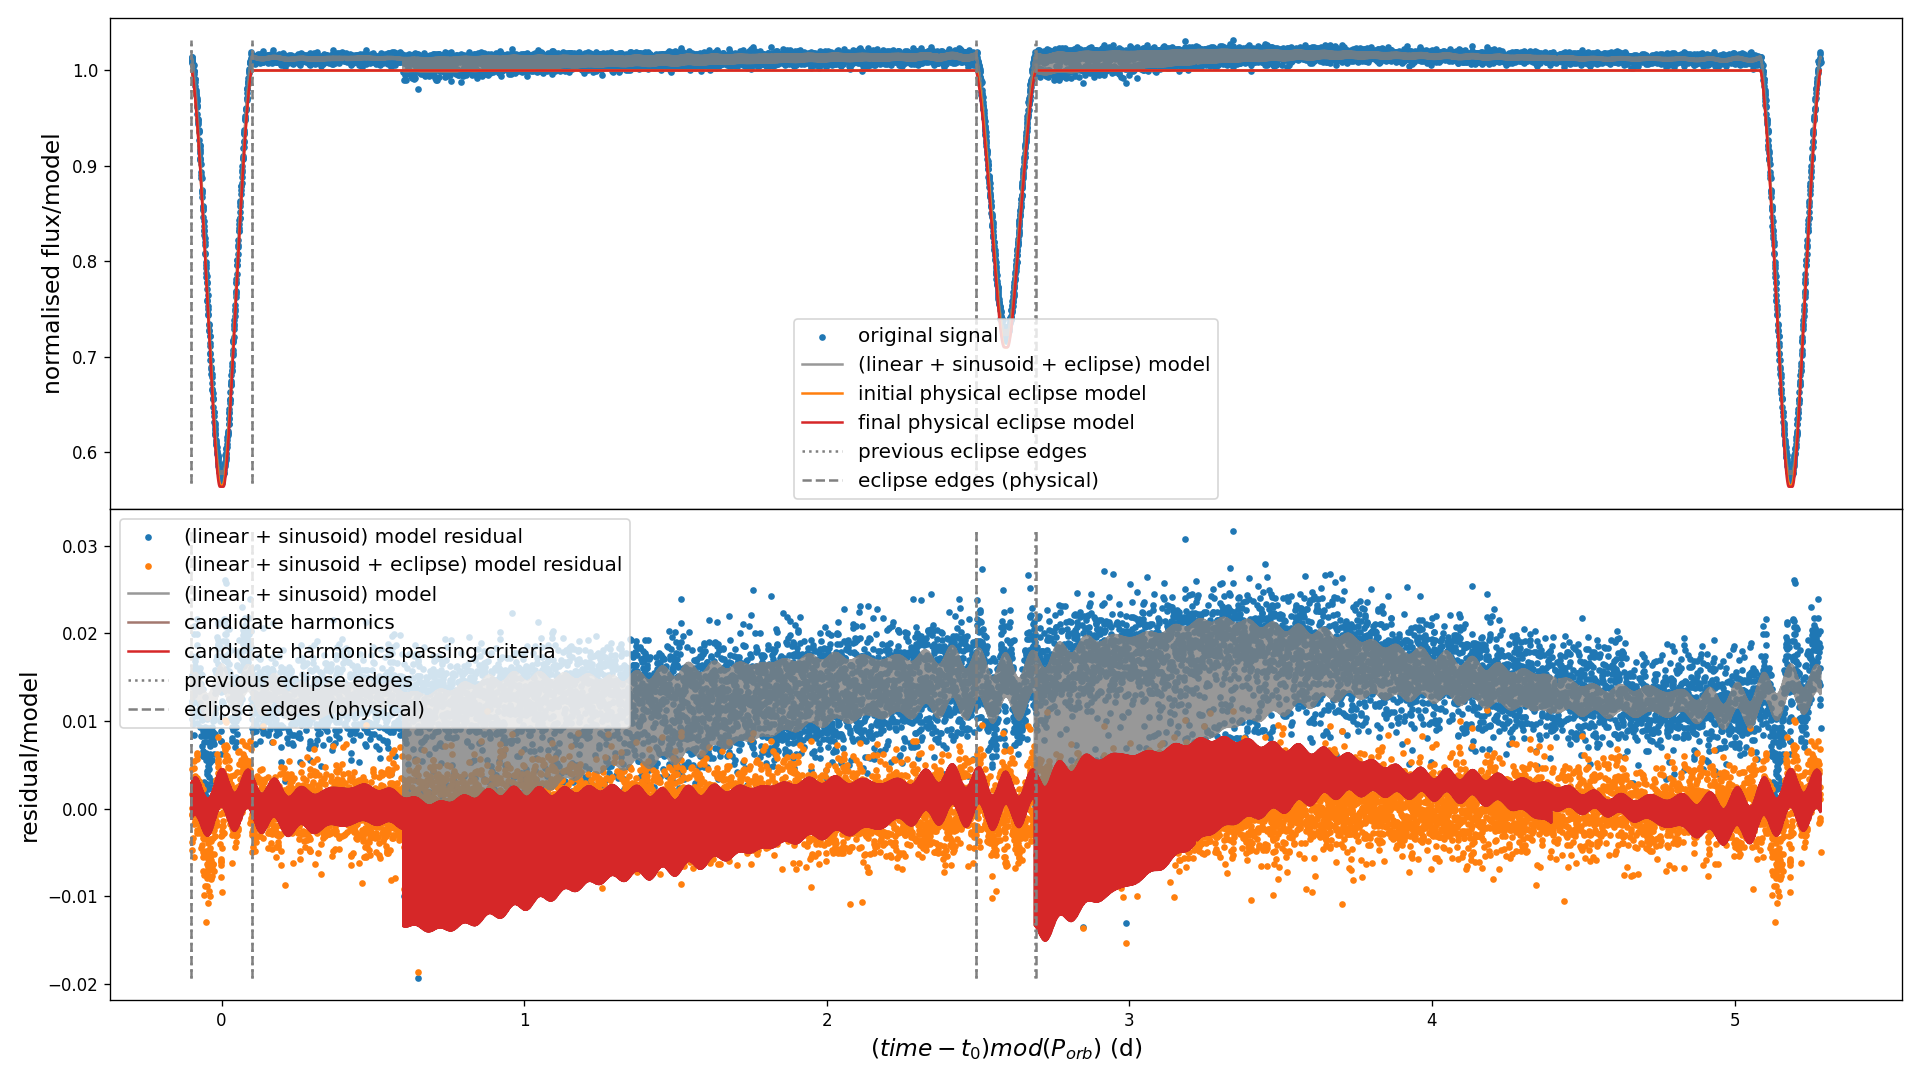 normalised flux/model
1.0
0.9
0.8
0.7
0.6
original signal
(linear + sinusoid + eclipse) model
initial physical eclipse model
final physical eclipse model
previous eclipse edges
eclipse edges (physical)
residual/model
0.03
0.02
0.01
0.00
−0.01
−0.02
(linear + sinusoid) model residual
(linear + sinusoid + eclipse) model residual
(linear + sinusoid) model
candidate harmonics
candidate harmonics passing criteria
previous eclipse edges
eclipse edges (physical)
0 1 2 3 4 5
(time − t₀)mod(Pₒᵣb) (d)